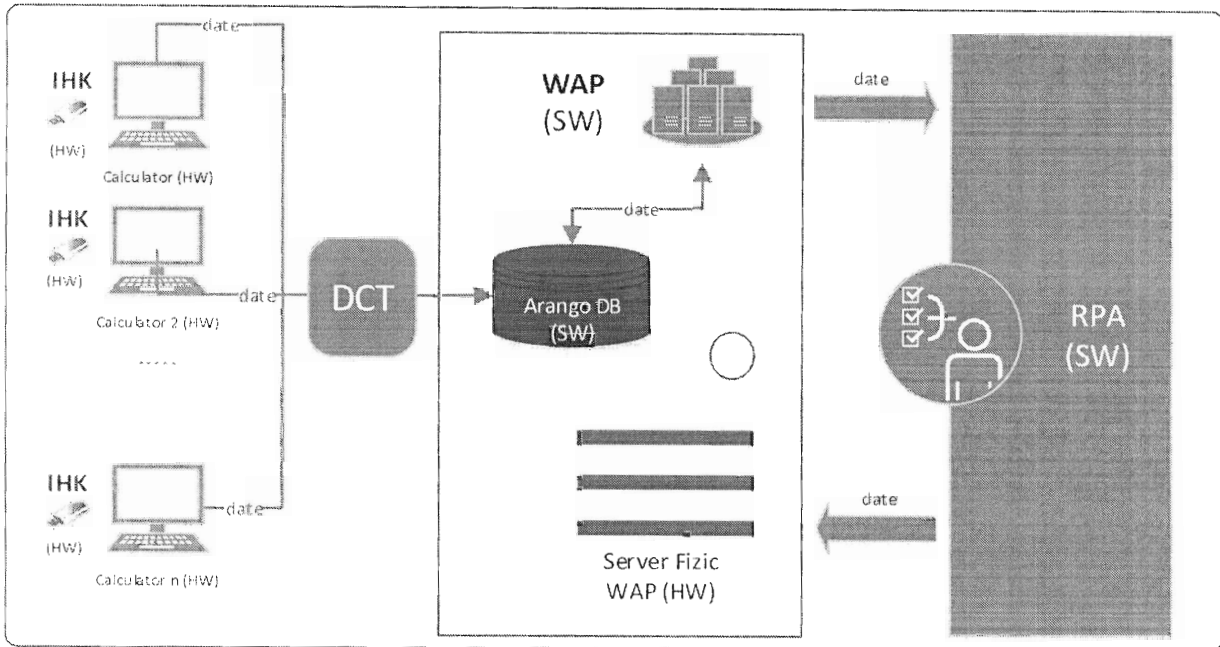 date
IHK
(HW)
Calculator (HW)
IHK
(HW)
date
Calculator 2 (HW)
.....
IHK
(HW)
date
Calculator n (HW)
DCT
WAP
(SW)
date
Arango DB
(SW)
Server Fizic
WAP (HW)
date
RPA
(SW)
date